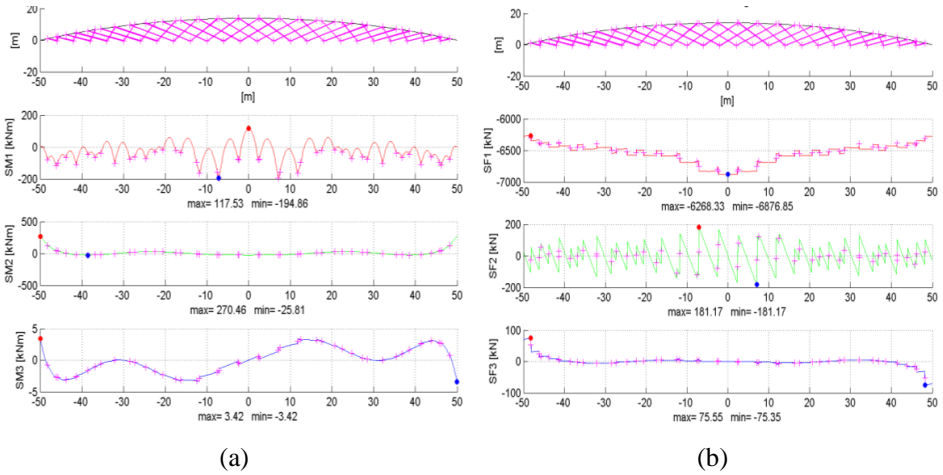 20
[m]
0
-20
-50 -40 -30 -20 -10 0 10 20 30 40 50
[m]
200
SM1 [kNm]
0
-200
-50 -40 -30 -20 -10 0 10 20 30 40 50
max= 117.53 min= -194.86
500
SM2 [kNm]
0
-500
-50 -40 -30 -20 -10 0 10 20 30 40 50
max= 270.46 min= -25.81
5
SM3 [kNm]
0
-5
-50 -40 -30 -20 -10 0 10 20 30 40 50
max= 3.42 min= -3.42
(a)
20
[m]
0
-20
-50 -40 -30 -20 -10 0 10 20 30 40 50
[m]
-6000
SF1 [kN]
-6500
-7000
-50 -40 -30 -20 -10 0 10 20 30 40 50
max= -6268.33 min= -6876.85
200
SF2 [kN]
0
-200
-50 -40 -30 -20 -10 0 10 20 30 40 50
max= 181.17 min= -181.17
100
SF3 [kN]
0
-100
-50 -40 -30 -20 -10 0 10 20 30 40 50
max= 75.55 min= -75.35
(b)